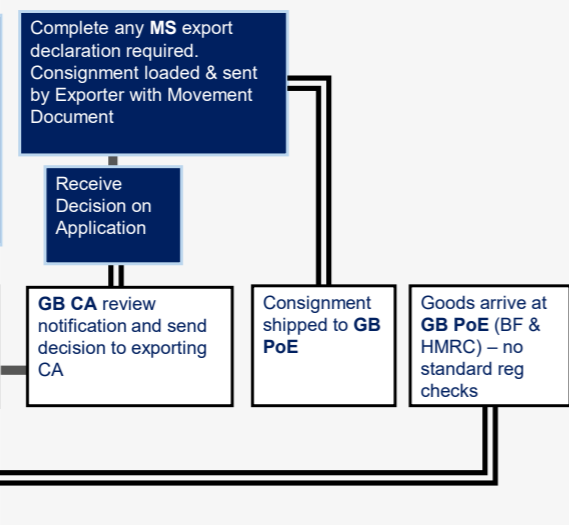 Complete any MS export
declaration required.
Consignment loaded & sent
by Exporter with Movement
Document
Receive
Decision on
Application
GB CA review
notification and send
decision to exporting
CA
Consignment
shipped to GB
PoE
Goods arrive at
GB PoE (BF &
HMRC) – no
standard reg
checks